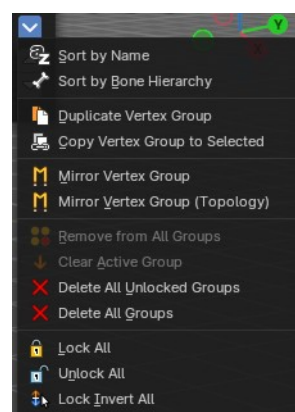 Y
Sort by Name
Sort by Bone Hierarchy
Duplicate Vertex Group
Copy Vertex Group to Selected
Mirror Vertex Group
Mirror Vertex Group (Topology)
Remove from All Groups
Clear Active Group
Delete All Unlocked Groups
Delete All Groups
Lock All
Unlock All
Lock Invert All